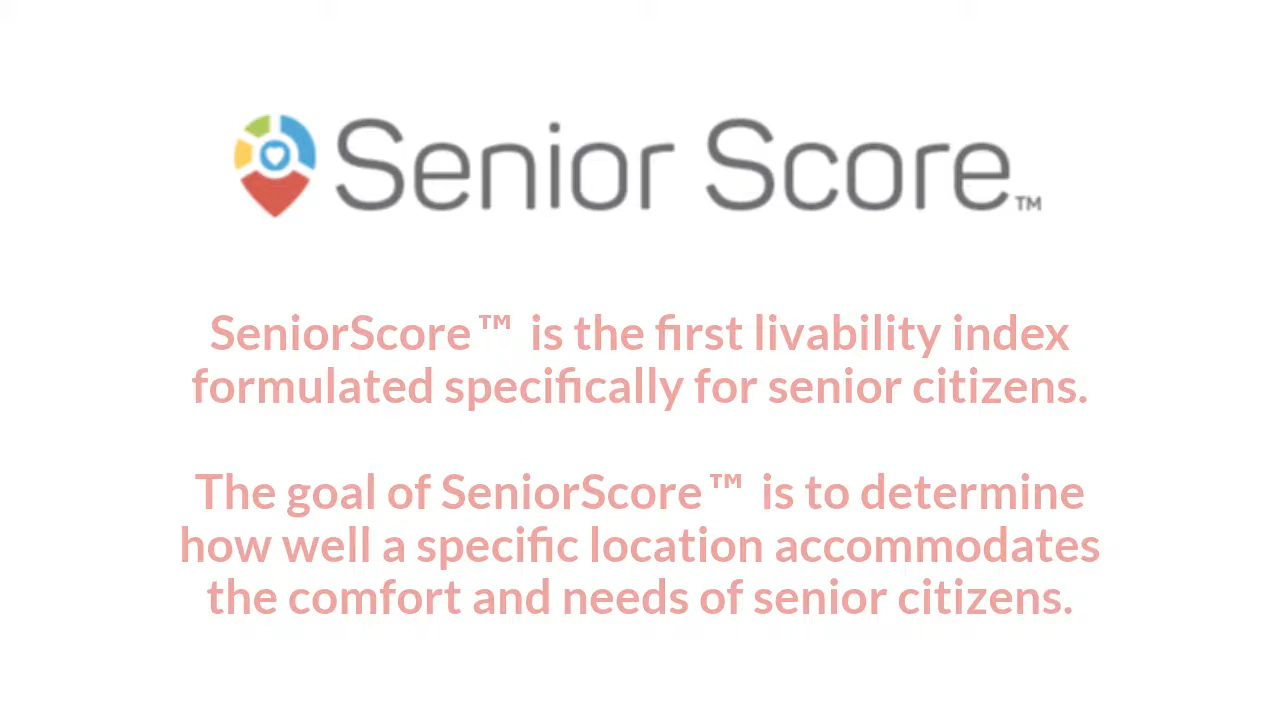 Senior Score™
SeniorScore™ is the first livability index
formulated specifically for senior citizens.
The goal of SeniorScore™ is to determine
how well a specific location accommodates
the comfort and needs of senior citizens.